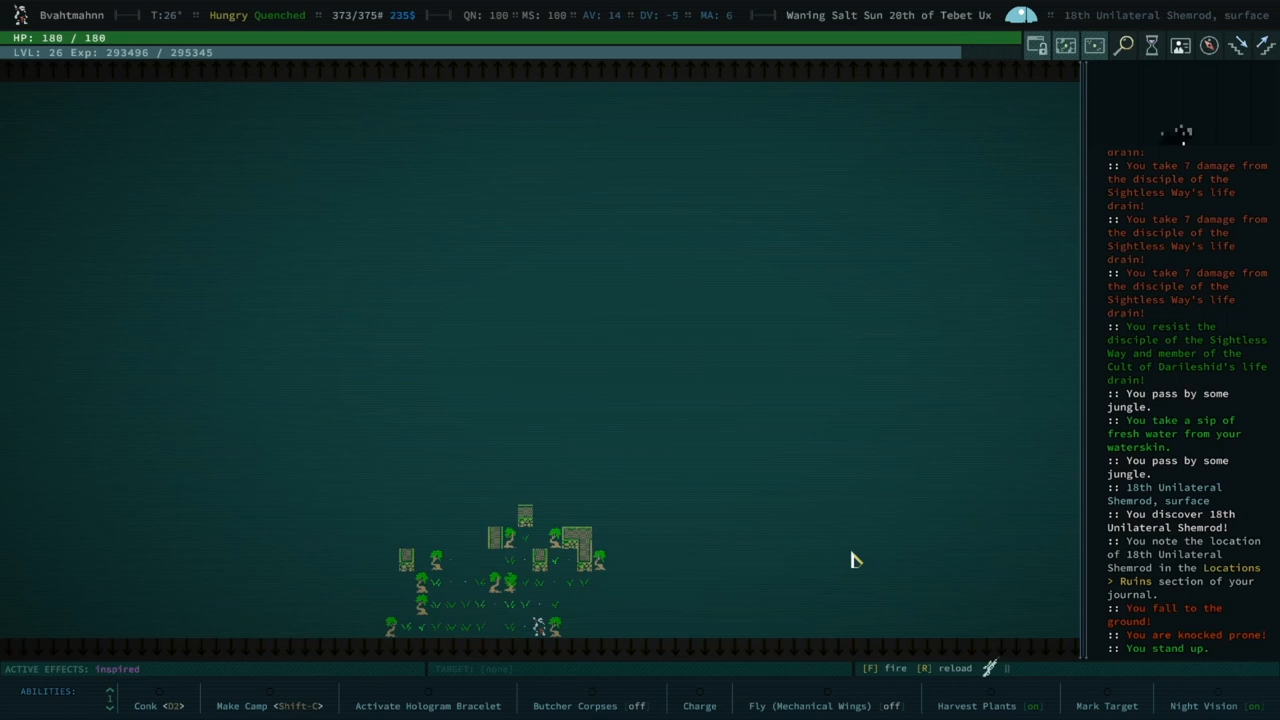 Bvahtmahnn T:26° Hungry Quenched 373/375# 235$ QN: 100 MS: 100 AV: 14 DV: -5 MA: 6 Waning Salt Sun 20th of Tebet Ux 18th Unilateral Shemrod, surface
HP: 180 / 180
LVL: 26 Exp: 293496 / 295345
drain!
:: You take 7 damage from
the disciple of the
Sightless Way's life
drain!
:: You take 7 damage from
the disciple of the
Sightless Way's life
drain!
:: You take 7 damage from
the disciple of the
Sightless Way's life
drain!
:: You resist the
disciple of the Sightless
Way and member of the
Cult of Darileshid's life
drain!
:: You pass by some
jungle.
:: You take a sip of
fresh water from your
waterskin.
:: You pass by some
jungle.
:: 18th Unilateral
Shemrod, surface
:: You discover 18th
Unilateral Shemrod!
:: You note the location
of 18th Unilateral
Shemrod in the Locations
> Ruins section of your
journal.
:: You fall to the
ground!
:: You are knocked prone!
:: You stand up.
ACTIVE EFFECTS: inspired TARGET: [none] [F] fire [R] reload
ABILITIES: 1 Conk <D2> Make Camp <Shift-C> Activate Hologram Bracelet Butcher Corpses [off] Charge Fly (Mechanical Wings) [off] Harvest Plants [on] Mark Target Night Vision [on]